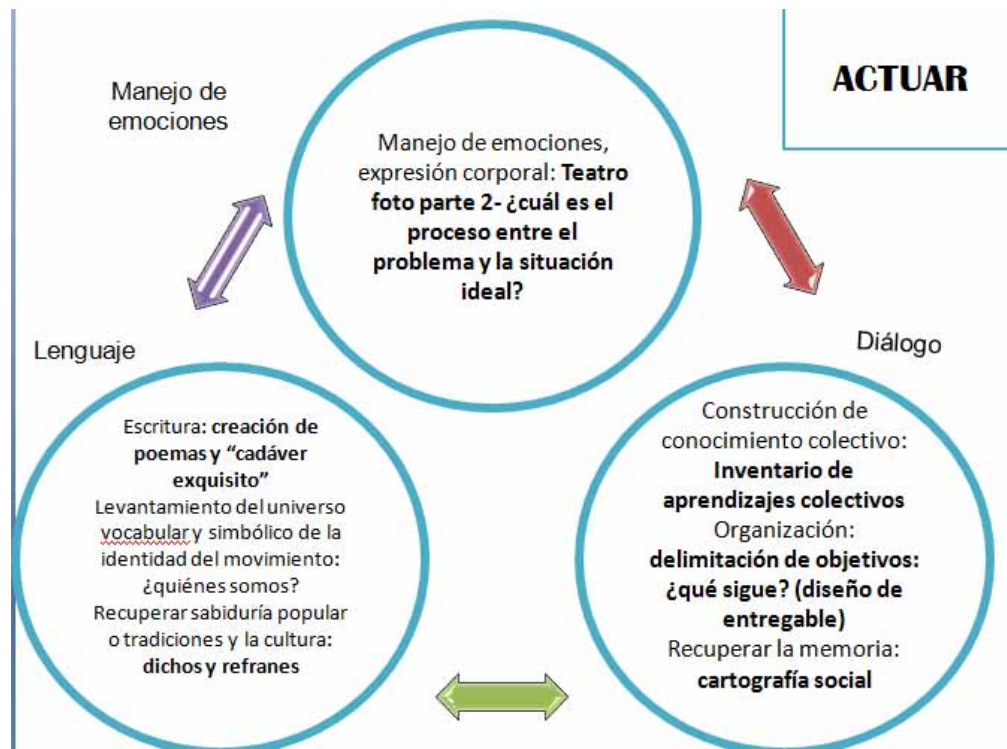 ACTUAR
Manejo de
emociones
Manejo de emociones,
expresión corporal: Teatro
foto parte 2- ¿cuál es el
proceso entre el
problema y la situación
ideal?
Lenguaje
Diálogo
Escritura: creación de
poemas y “cadáver
exquisito”
Levantamiento del universo
vocabular y simbólico de la
identidad del movimiento:
¿quiénes somos?
Recuperar sabiduría popular
o tradiciones y la cultura:
dichos y refranes
Construcción de
conocimiento colectivo:
Inventario de
aprendizajes colectivos
Organización:
delimitación de objetivos:
¿qué sigue? (diseño de
entregable)
Recuperar la memoria:
cartografía social